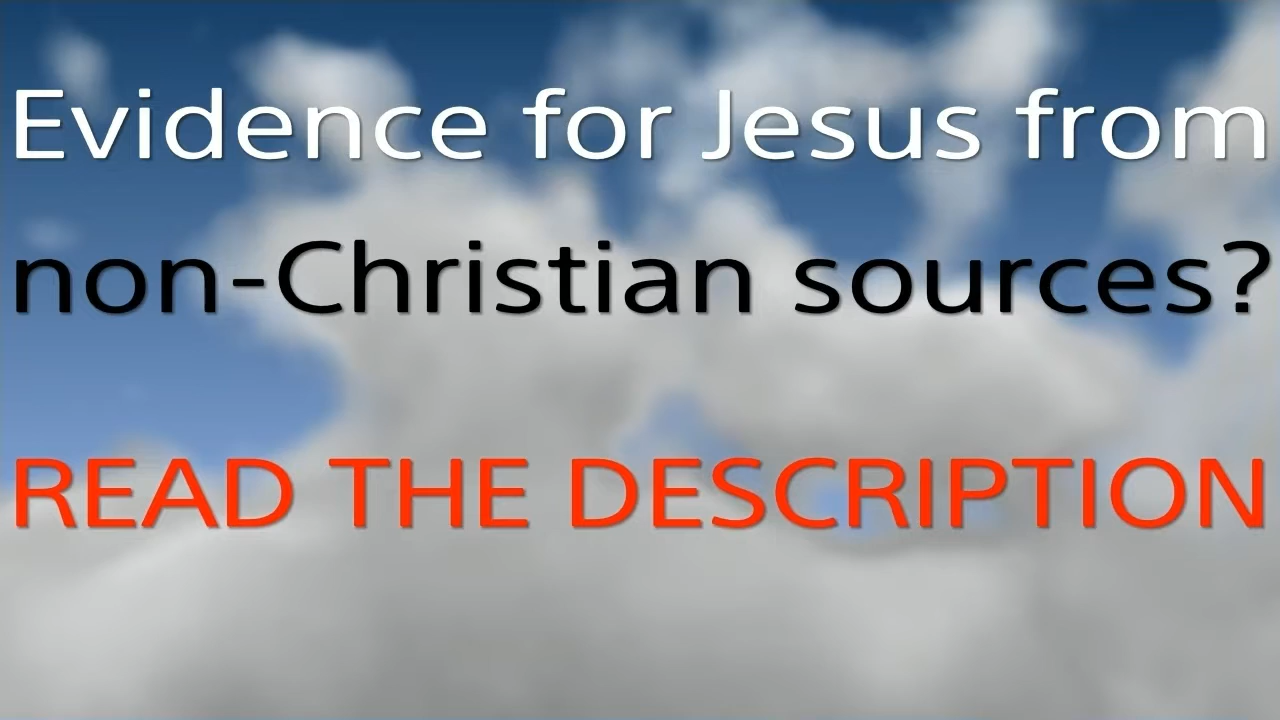 Evidence for Jesus from
non-Christian sources?
READ THE DESCRIPTION